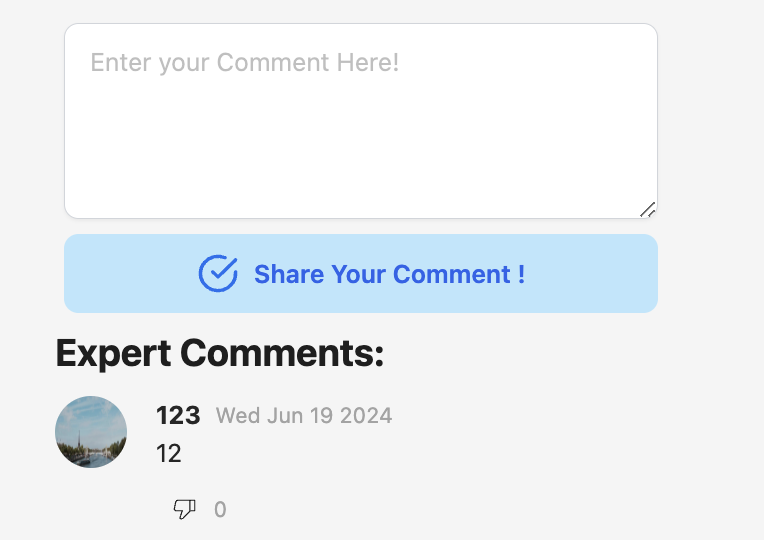 Enter your Comment Here!
Share Your Comment !
Expert Comments:
123 Wed Jun 19 2024
12
0